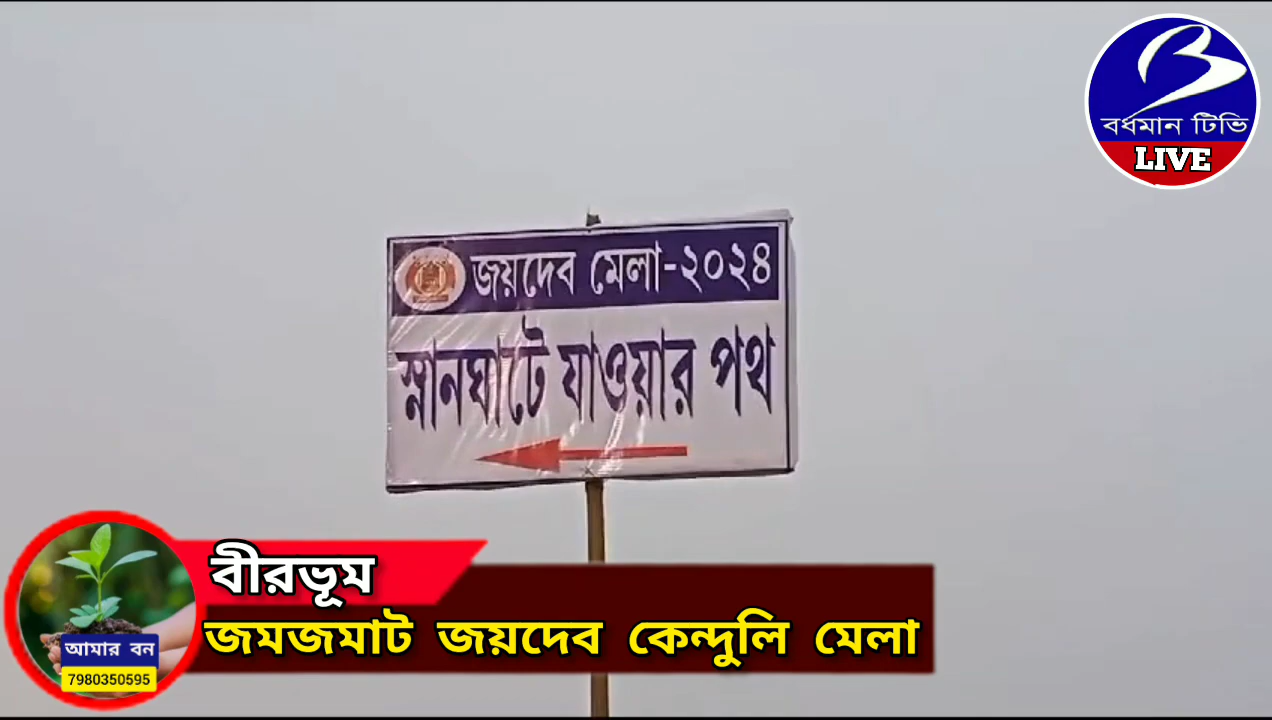 বর্ধমান টিভি
LIVE
জয়দেব মেলা-২০২৪
স্নানঘাটে যাওয়ার পথ
বীরভূম
জমজমাট জয়দেব কেন্দুলি মেলা
আমার বন
7980350595